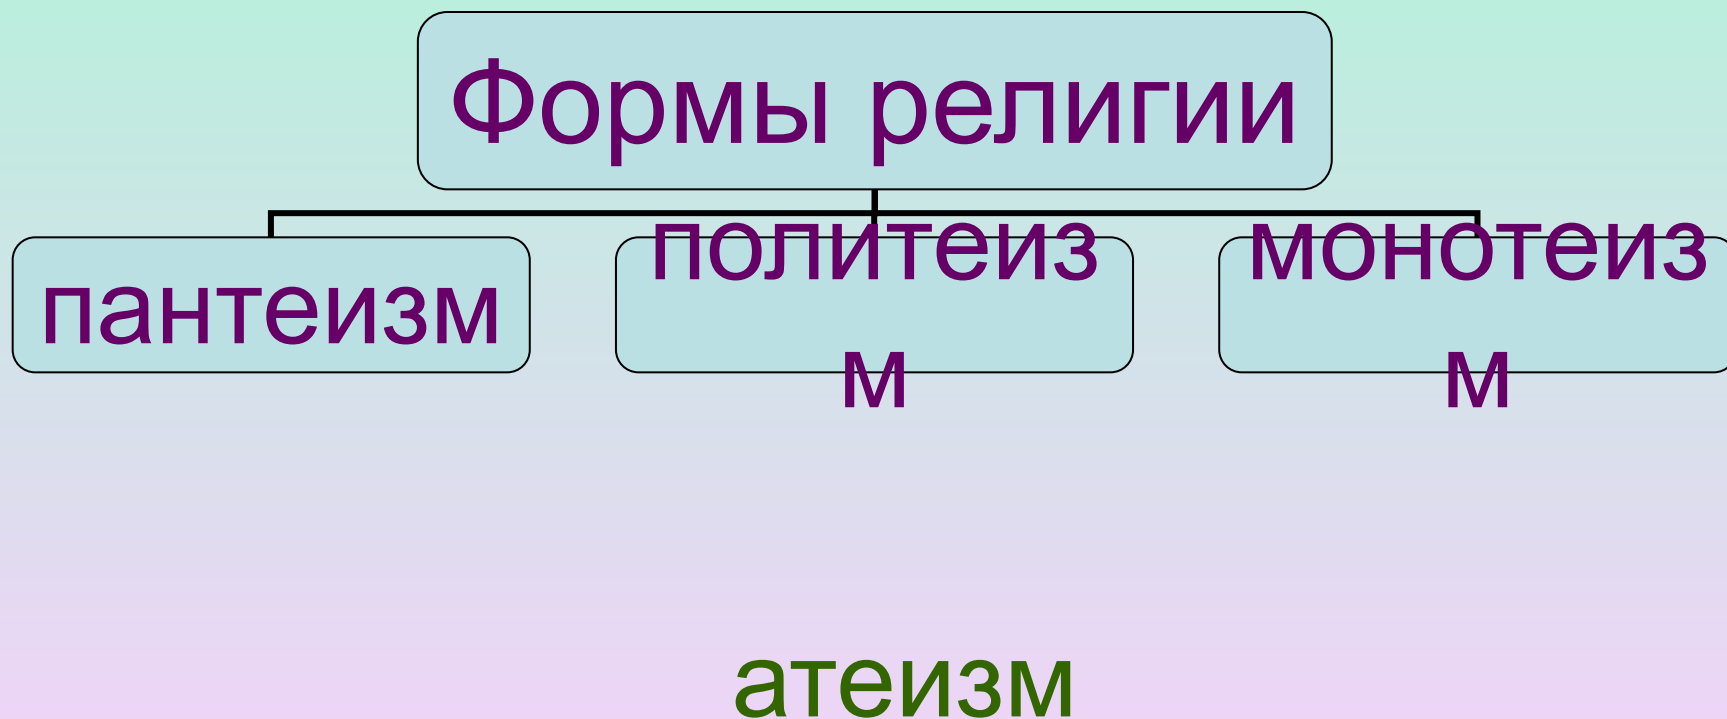 Формы религии
пантеизм
политеиз
м
монотеиз
м
атеизм